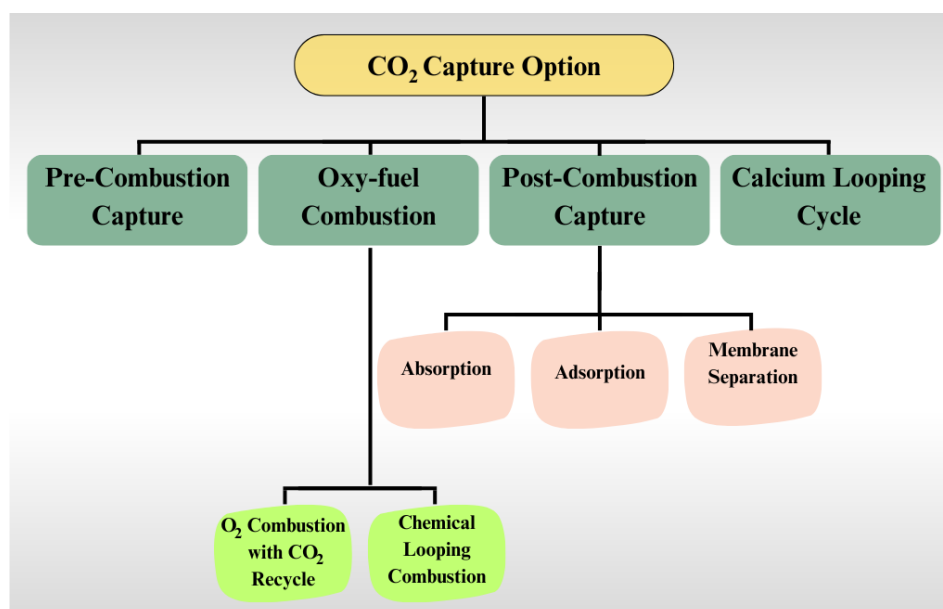 CO₂ Capture Option
Pre-Combustion
Capture
Oxy-fuel
Combustion
Post-Combustion
Capture
Calcium Looping
Cycle
Absorption
Adsorption
Membrane
Separation
O₂ Combustion
with CO₂
Recycle
Chemical
Looping
Combustion